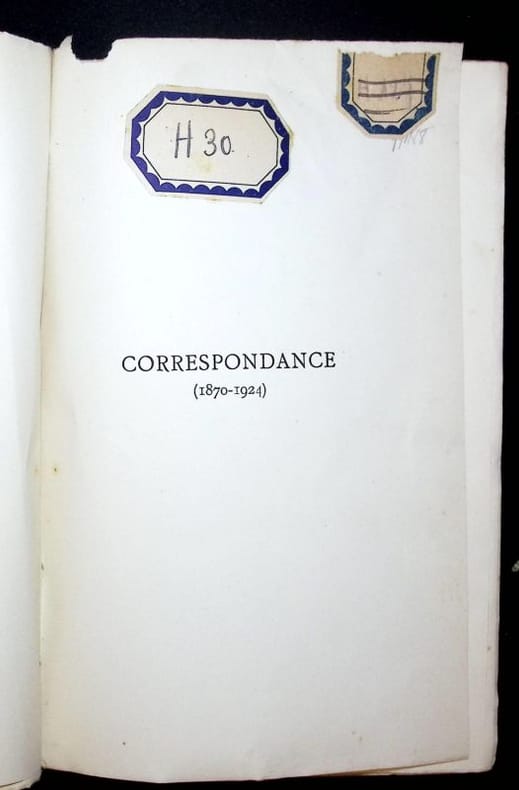 H 30
CORRESPONDANCE
(1870-1924)